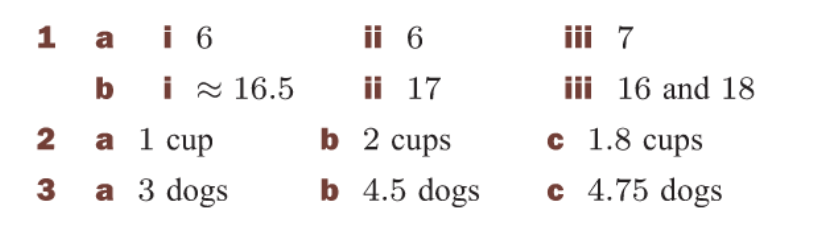 1 a i 6 ii 6 iii 7
b i ≈ 16.5 ii 17 iii 16 and 18
2 a 1 cup b 2 cups c 1.8 cups
3 a 3 dogs b 4.5 dogs c 4.75 dogs